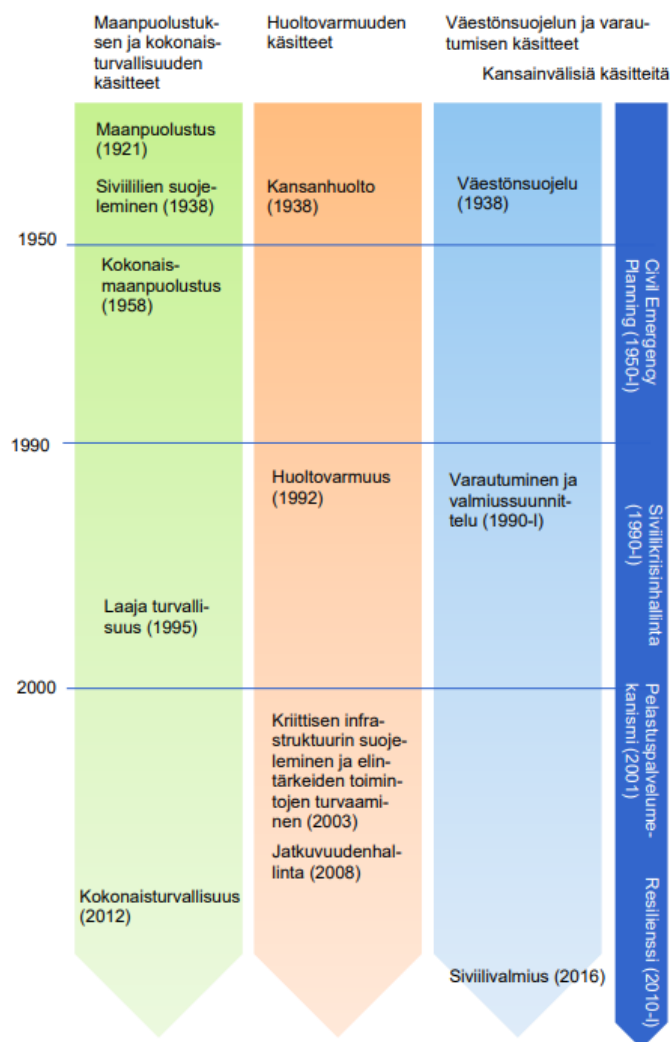 Maanpuolustuk-
sen ja kokonais-
turvallisuuden
käsitteet
Huoltovarmuuden
käsitteet
Väestönsuojelun ja varau-
tumisen käsitteet
Kansainvälisiä käsitteitä
Maanpuolustus
(1921)
Siviililien suoje-
leminen (1938)
Kansanhuolto
(1938)
Väestönsuojelu
(1938)
1950
Kokonais-
maanpuolustus
(1958)
Civil Emergency
Planning (1950-l)
1990
Huoltovarmuus
(1992)
Varautuminen ja
valmiussuunnit-
telu (1990-l)
Siviilikriisinhallinta
(1990-l)
Laaja turvalli-
suus (1995)
2000
Kriittisen infra-
struktuurin suoje-
leminen ja elin-
tärkeiden toimin-
tojen turvaami-
nen (2003)
Jatkuvuudenhal-
linta (2008)
Pelastuspalvelume-
kanismi (2001)
Kokonaisturvallisuus
(2012)
Siviilivalmius (2016)
Resilienssi (2010-l)